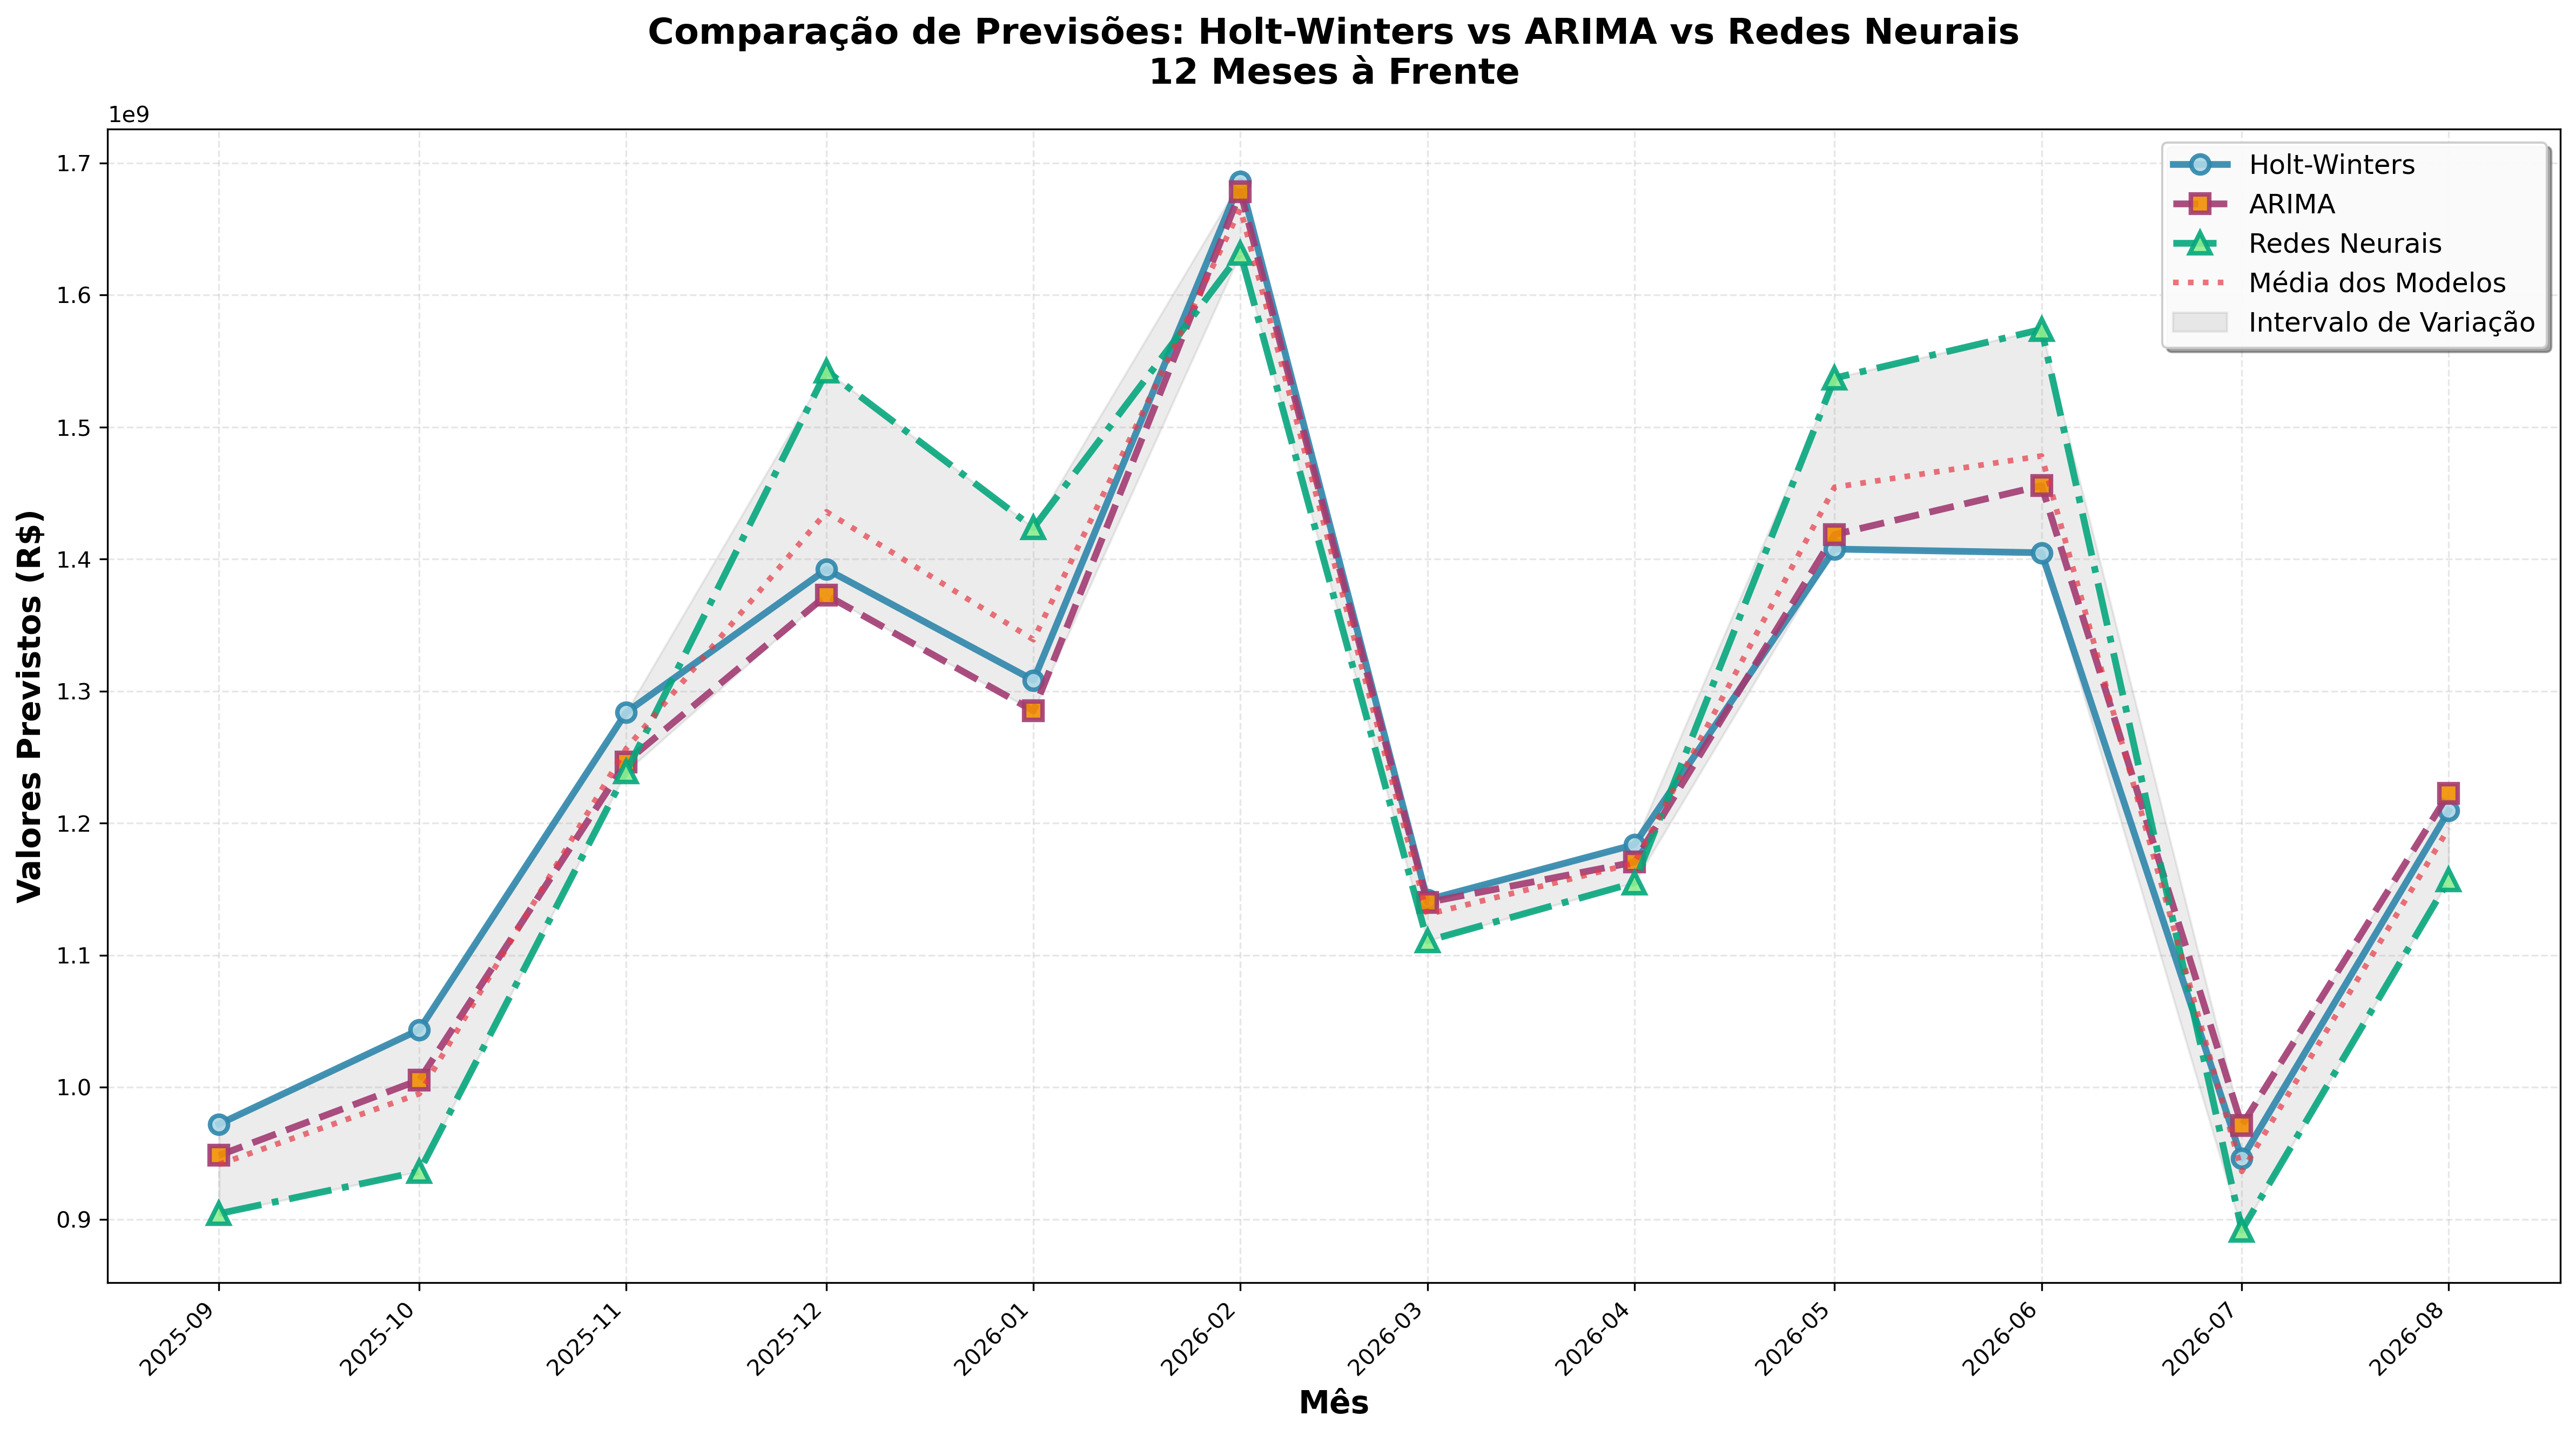 Comparação de Previsões: Holt-Winters vs ARIMA vs Redes Neurais
12 Meses à Frente
1e9
1.7
1.6
1.5
1.4
1.3
1.2
1.1
1.0
0.9
Valores Previstos (R$)
Holt-Winters
ARIMA
Redes Neurais
Média dos Modelos
Intervalo de Variação
2025-09
2025-10
2025-11
2025-12
2026-01
2026-02
2026-03
2026-04
2026-05
2026-06
2026-07
2026-08
Mês